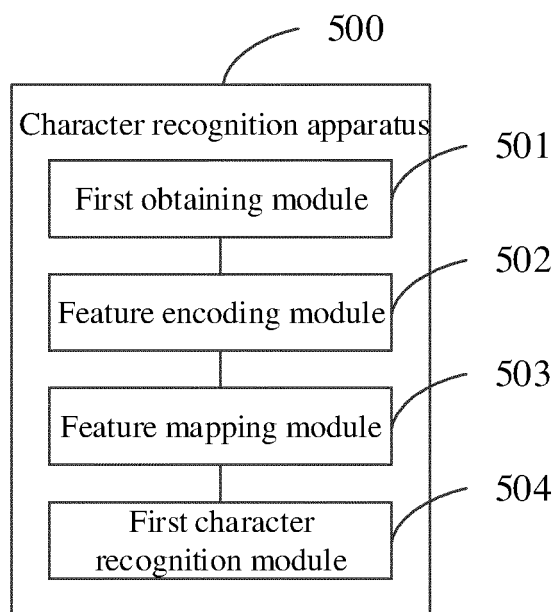 500
Character recognition apparatus
501
First obtaining module
502
Feature encoding module
503
Feature mapping module
504
First character
recognition module